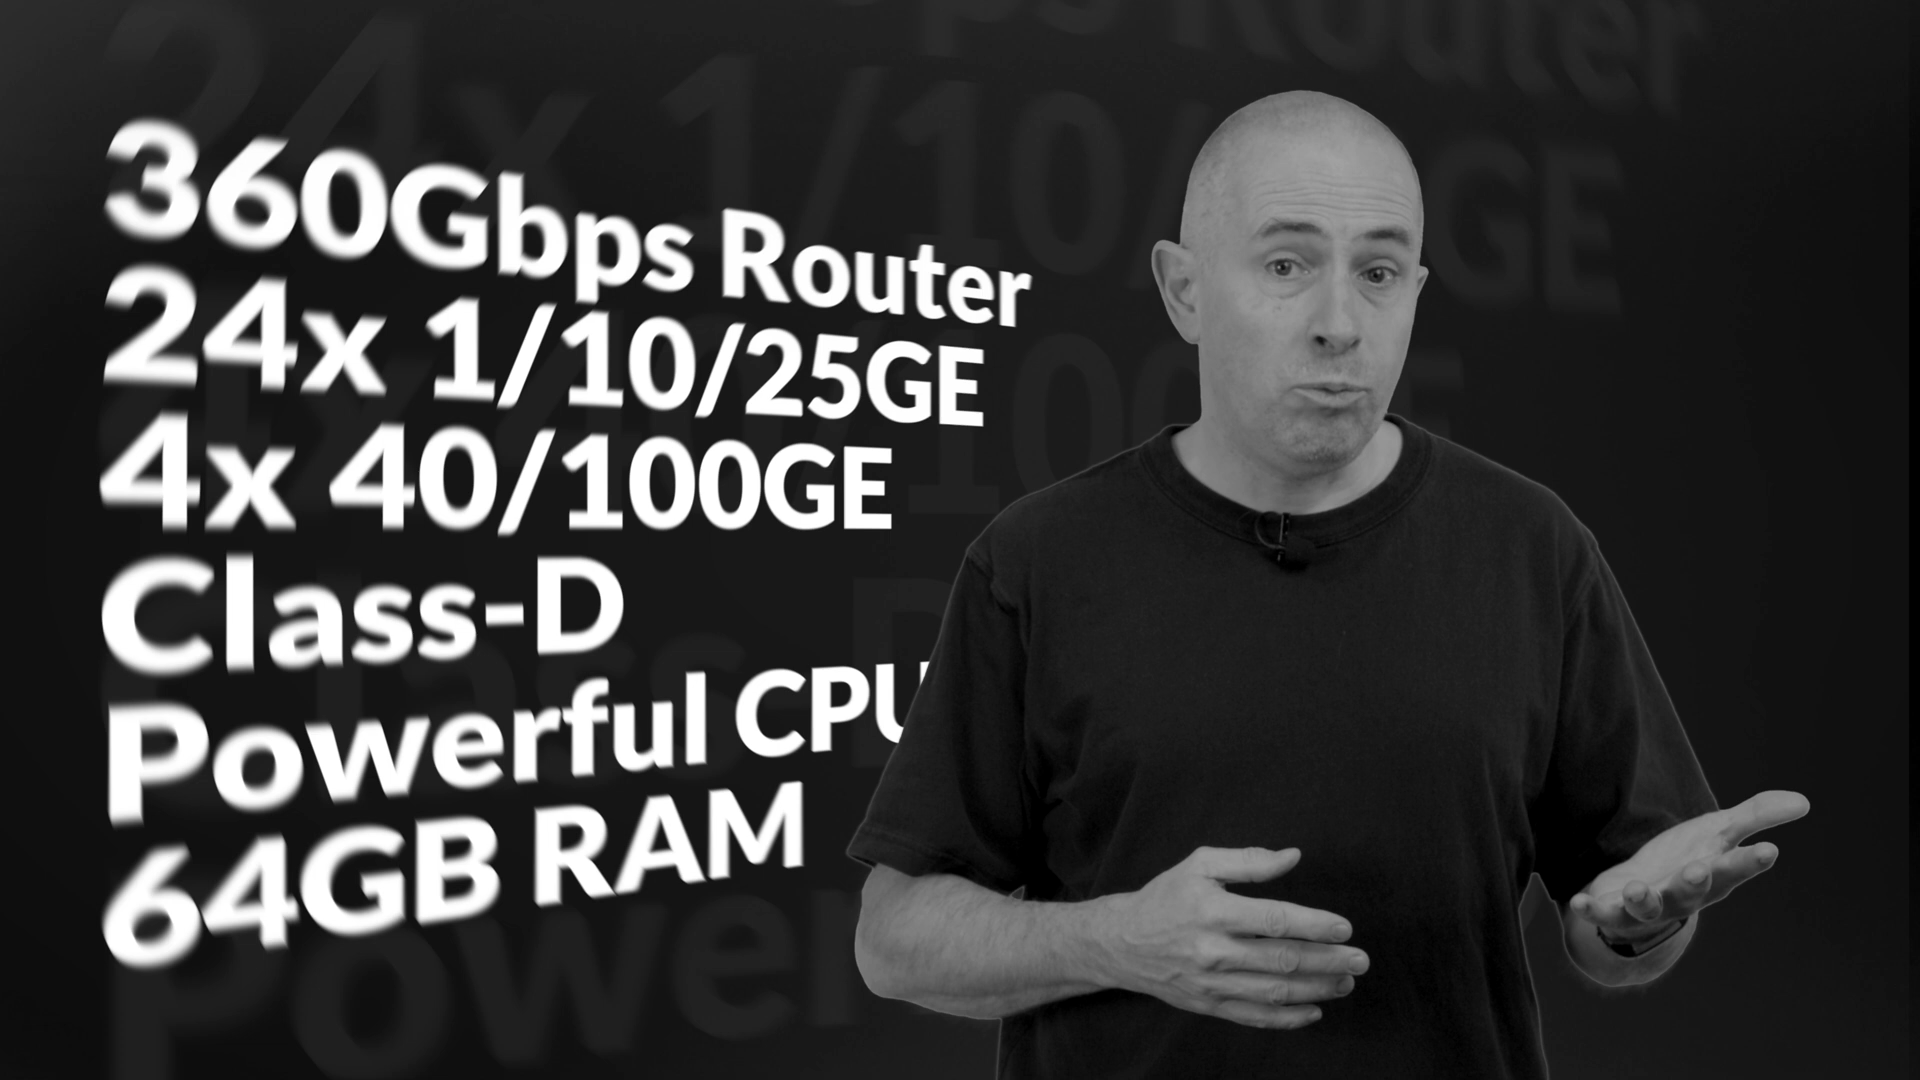 360Gbps Router
24x 1/10/25GE
4x 40/100GE
Class-D
Powerful CPU
64GB RAM